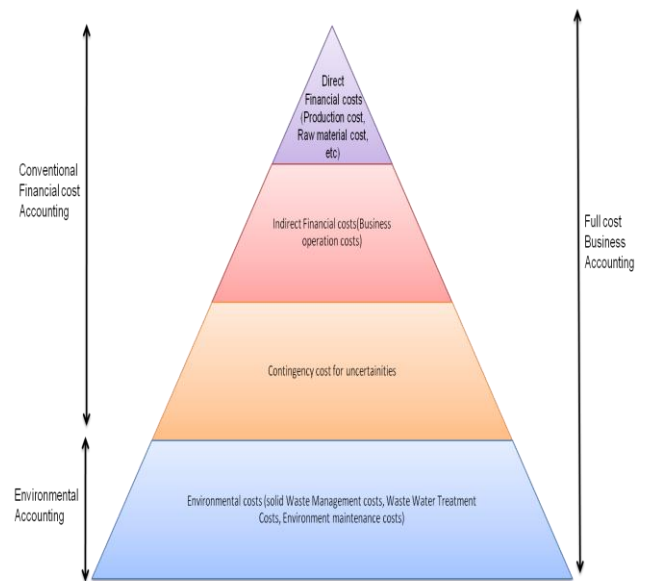 Direct
Financial costs
(Production cost,
Raw material cost,
etc)
Conventional
Financial cost
Accounting
Indirect Financial costs(Business
operation costs)
Full cost
Business
Accounting
Contingency cost for uncertainities
Environmental
Accounting
Environmental costs (solid Waste Management costs, Waste Water Treatment
Costs, Environment maintenance costs)